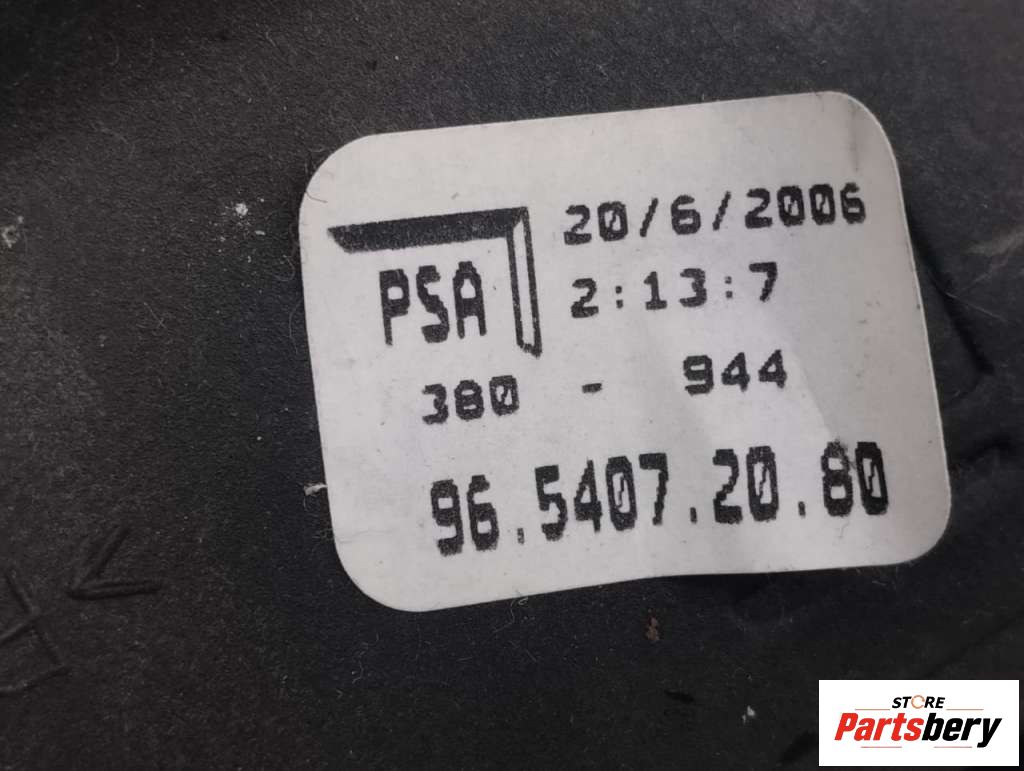 PSA
20/6/2006
2:13:7
380 - 944
96.5407.20.80
STORE
Partsbery